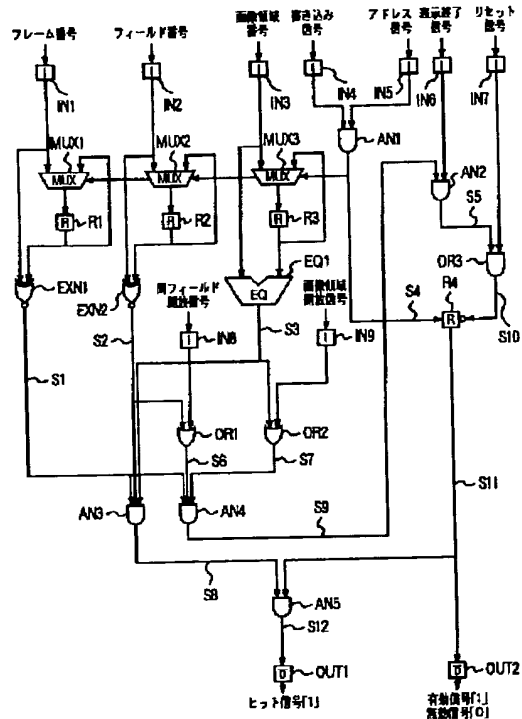 フレーム番号
フィールド番号
画像領域
番号
書き込み
信号
アドレス
信号
表示終了
信号
リセット
信号
I
I
I
I
I
I
I
IN1
IN2
IN3
IN4
IN5
IN6
IN7
MUX1
MUX2
MUX3
AN1
MUX
MUX
MUX
AN2
S5
R
R1
R
R2
R
R3
OR3
EQ1
R4
EXN1
EXN2
EQ
S4
R
S10
フィールド
開放信号
画像領域
開放信号
S1
S2
I
IN8
S3
I
IN9
OR1
OR2
S6
S7
S11
AN3
AN4
S9
S8
AN5
S12
OUT1
OUT2
ヒット信号「1」
有効信号「1」
無効信号「0」